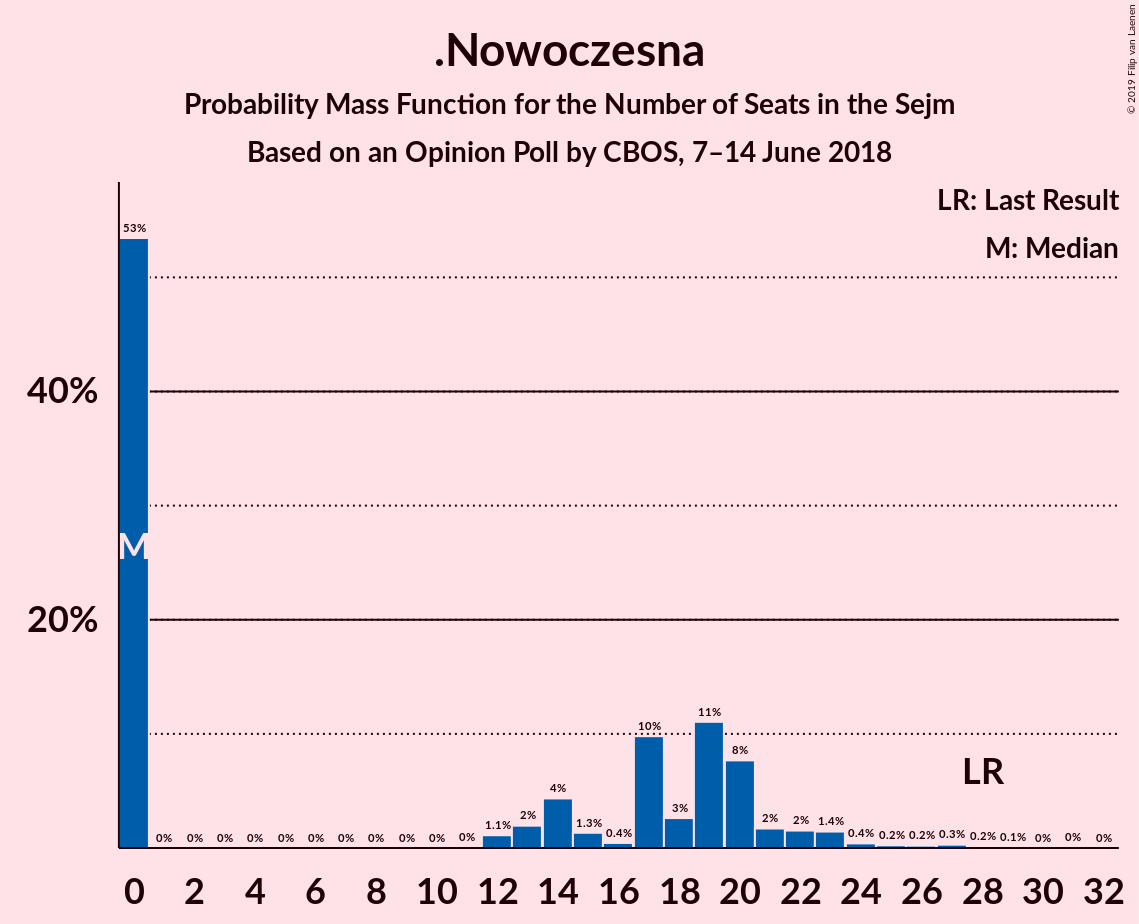 .Nowoczesna
Probability Mass Function for the Number of Seats in the Sejm
Based on an Opinion Poll by CBOS, 7–14 June 2018
© 2019 Filip van Laenen
LR: Last Result
M: Median
40%
20%
53%
M
0% 0% 0% 0% 0% 0% 0% 0% 0% 0% 0% 1.1% 2% 4% 1.3% 0.4% 10% 3% 11% 8% 2% 2% 1.4% 0.4% 0.2% 0.2% 0.3% 0.2% 0.1% 0% 0% 0%
LR
0 2 4 6 8 10 12 14 16 18 20 22 24 26 28 30 32